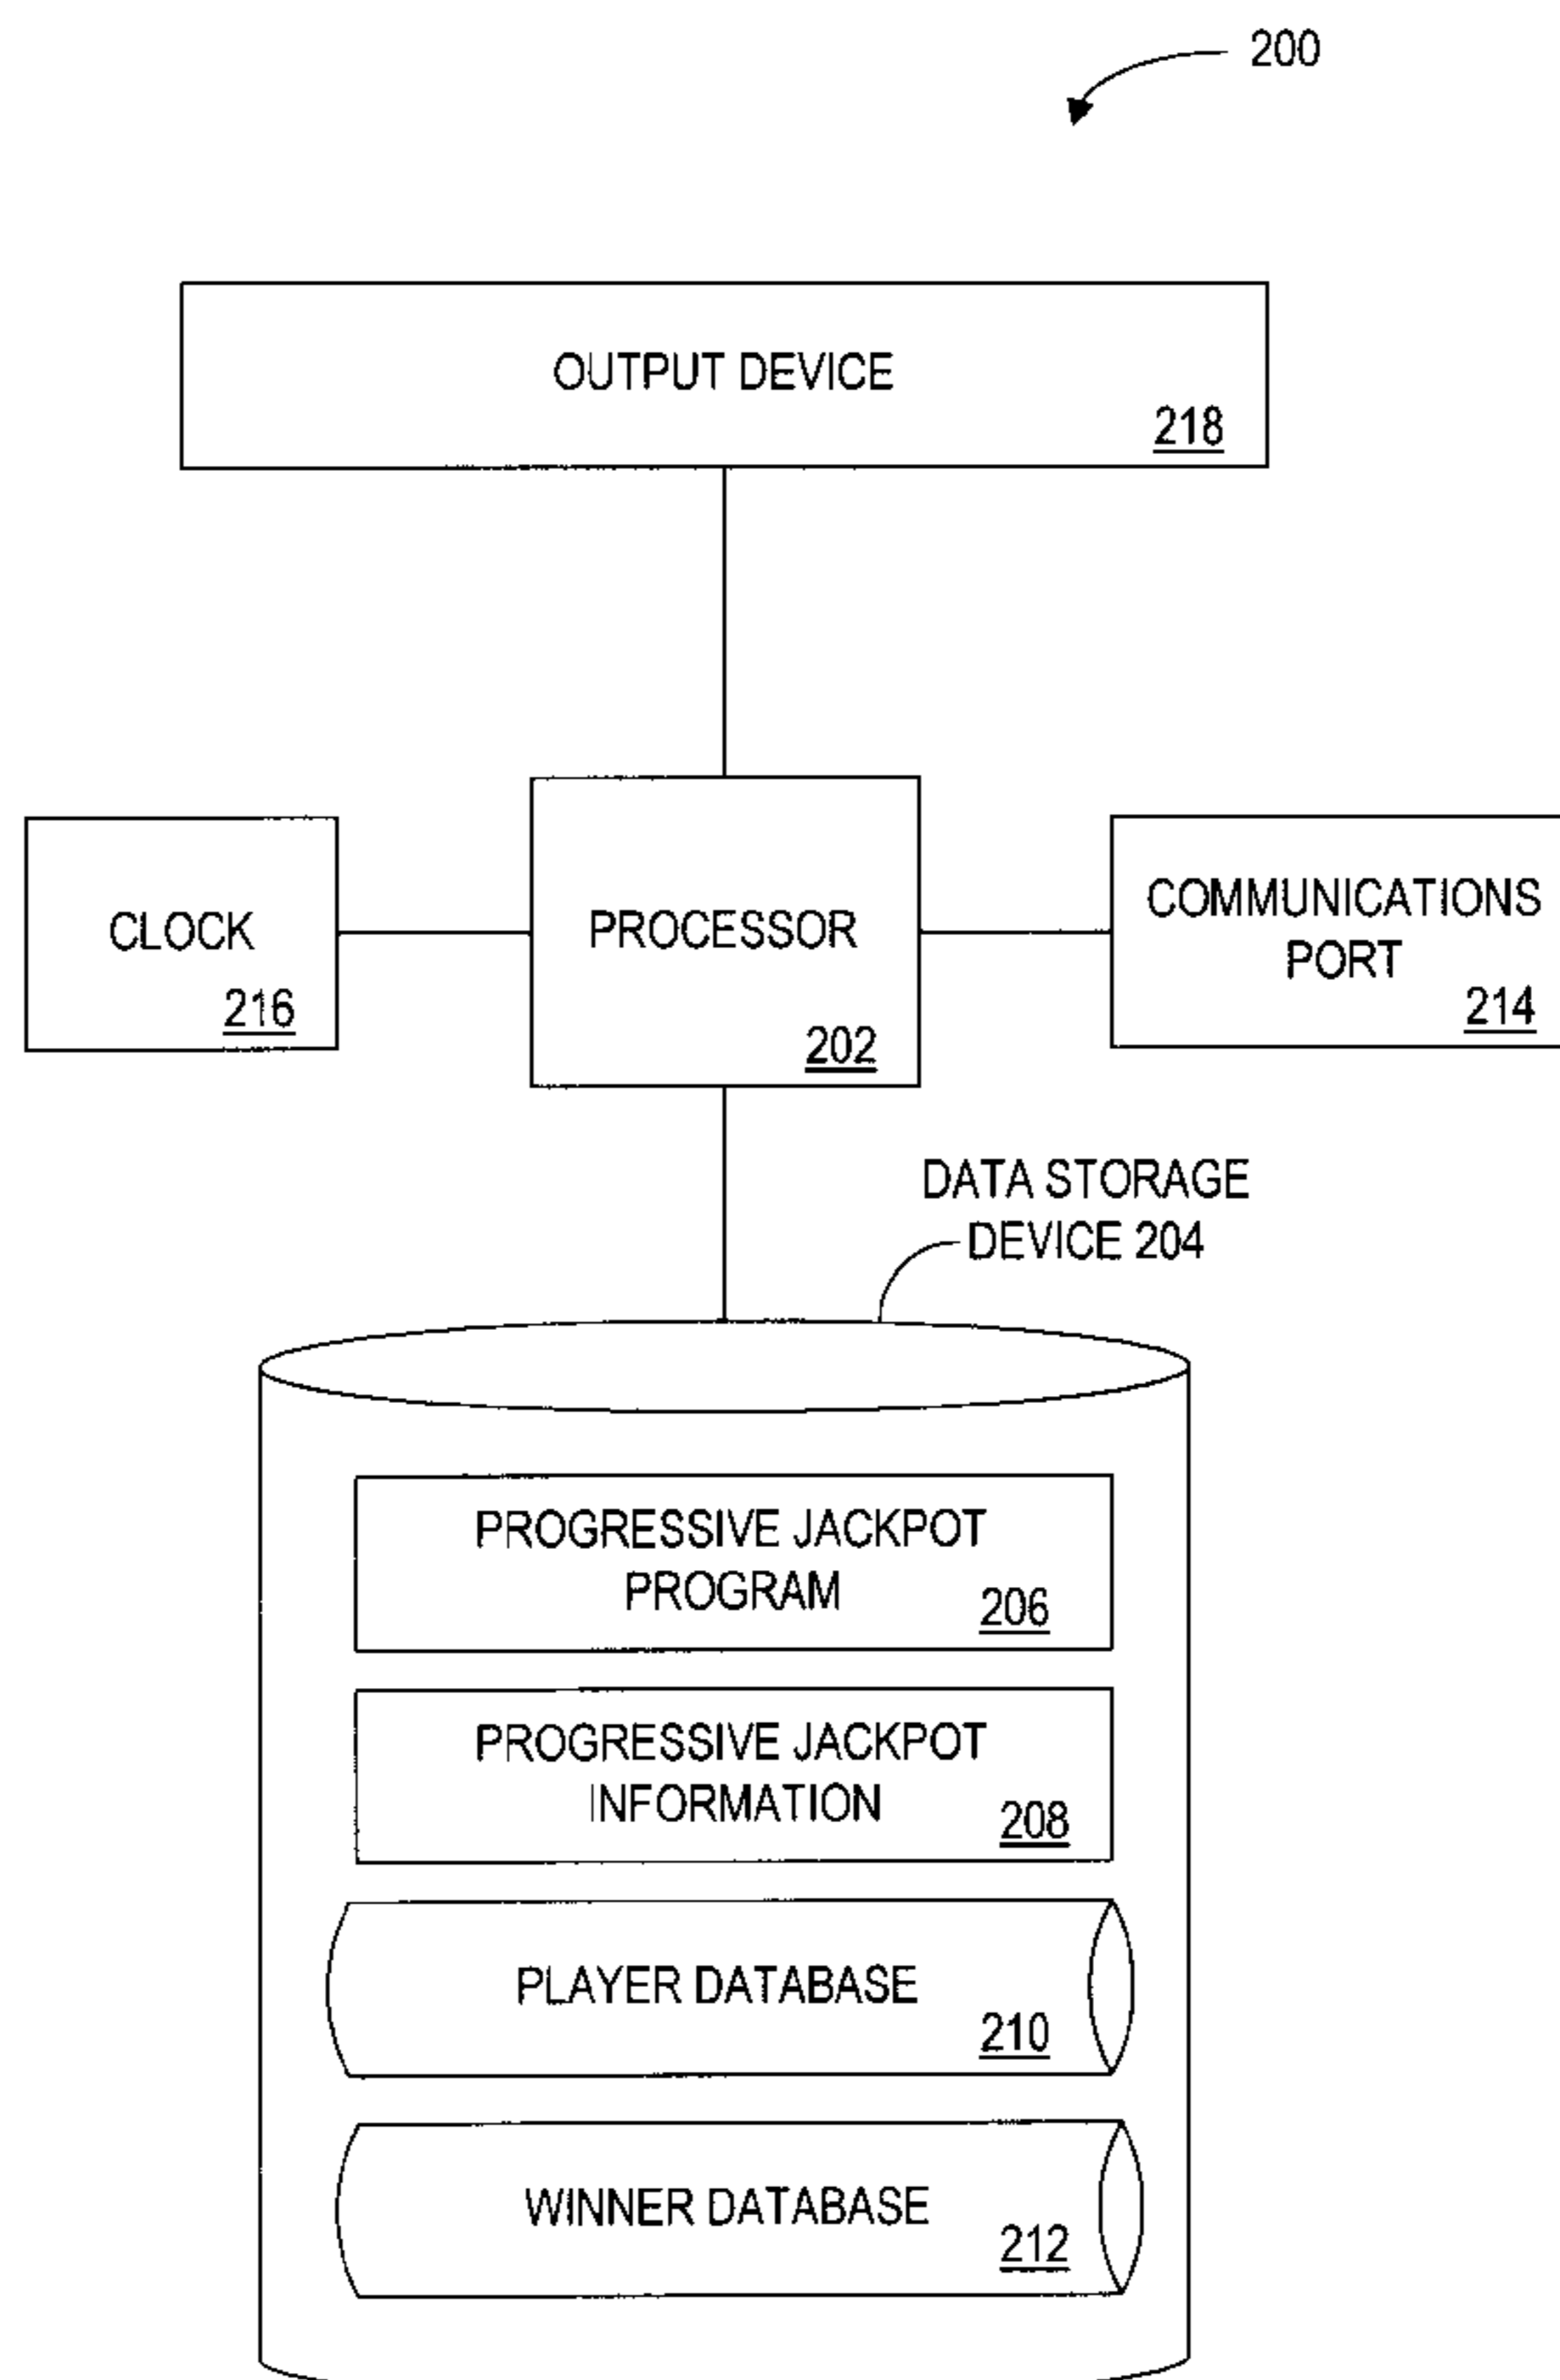 200
OUTPUT DEVICE
218
CLOCK
216
PROCESSOR
202
COMMUNICATIONS
PORT
214
DATA STORAGE
DEVICE 204
PROGRESSIVE JACKPOT
PROGRAM
206
PROGRESSIVE JACKPOT
INFORMATION
208
PLAYER DATABASE
210
WINNER DATABASE
212